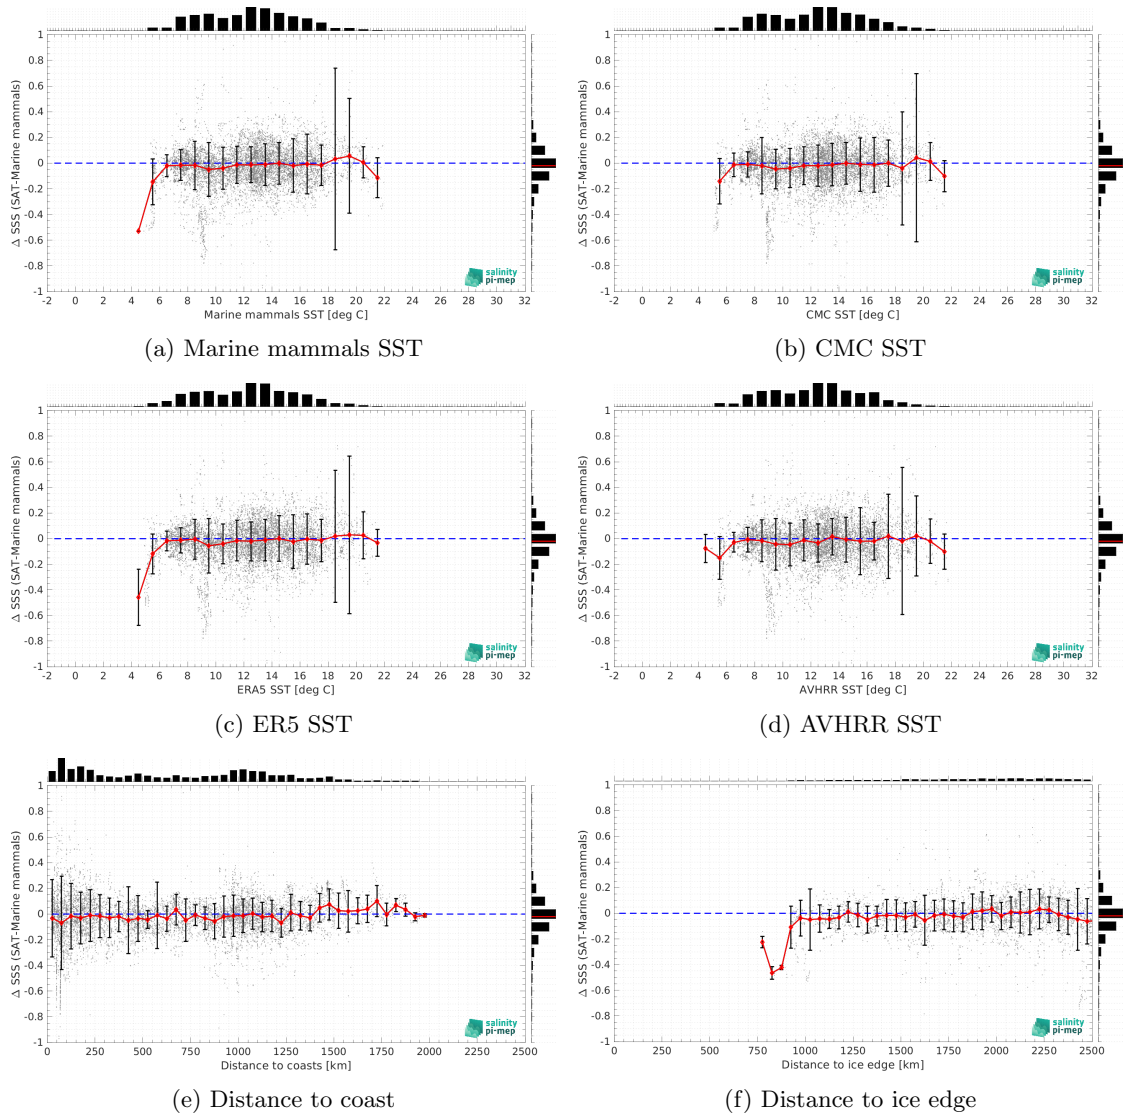 1
0.8
0.6
0.4
0.2
0
-0.2
-0.4
-0.6
-0.8
-1
Δ SSS (SAT-Marine mammals)
-2 0 2 4 6 8 10 12 14 16 18 20 22 24 26 28 30 32
Marine mammals SST [deg C]
salinity
pi-mep
(a) Marine mammals SST
1
0.8
0.6
0.4
0.2
0
-0.2
-0.4
-0.6
-0.8
-1
Δ SSS (SAT-Marine mammals)
-2 0 2 4 6 8 10 12 14 16 18 20 22 24 26 28 30 32
CMC SST [deg C]
salinity
pi-mep
(b) CMC SST
1
0.8
0.6
0.4
0.2
0
-0.2
-0.4
-0.6
-0.8
-1
Δ SSS (SAT-Marine mammals)
-2 0 2 4 6 8 10 12 14 16 18 20 22 24 26 28 30 32
ERA5 SST [deg C]
salinity
pi-mep
(c) ER5 SST
1
0.8
0.6
0.4
0.2
0
-0.2
-0.4
-0.6
-0.8
-1
Δ SSS (SAT-Marine mammals)
-2 0 2 4 6 8 10 12 14 16 18 20 22 24 26 28 30 32
AVHRR SST [deg C]
salinity
pi-mep
(d) AVHRR SST
1
0.8
0.6
0.4
0.2
0
-0.2
-0.4
-0.6
-0.8
-1
Δ SSS (SAT-Marine mammals)
0 250 500 750 1000 1250 1500 1750 2000 2250 2500
Distance to coasts [km]
salinity
pi-mep
(e) Distance to coast
1
0.8
0.6
0.4
0.2
0
-0.2
-0.4
-0.6
-0.8
-1
Δ SSS (SAT-Marine mammals)
0 250 500 750 1000 1250 1500 1750 2000 2250 2500
Distance to ice edge [km]
salinity
pi-mep
(f) Distance to ice edge